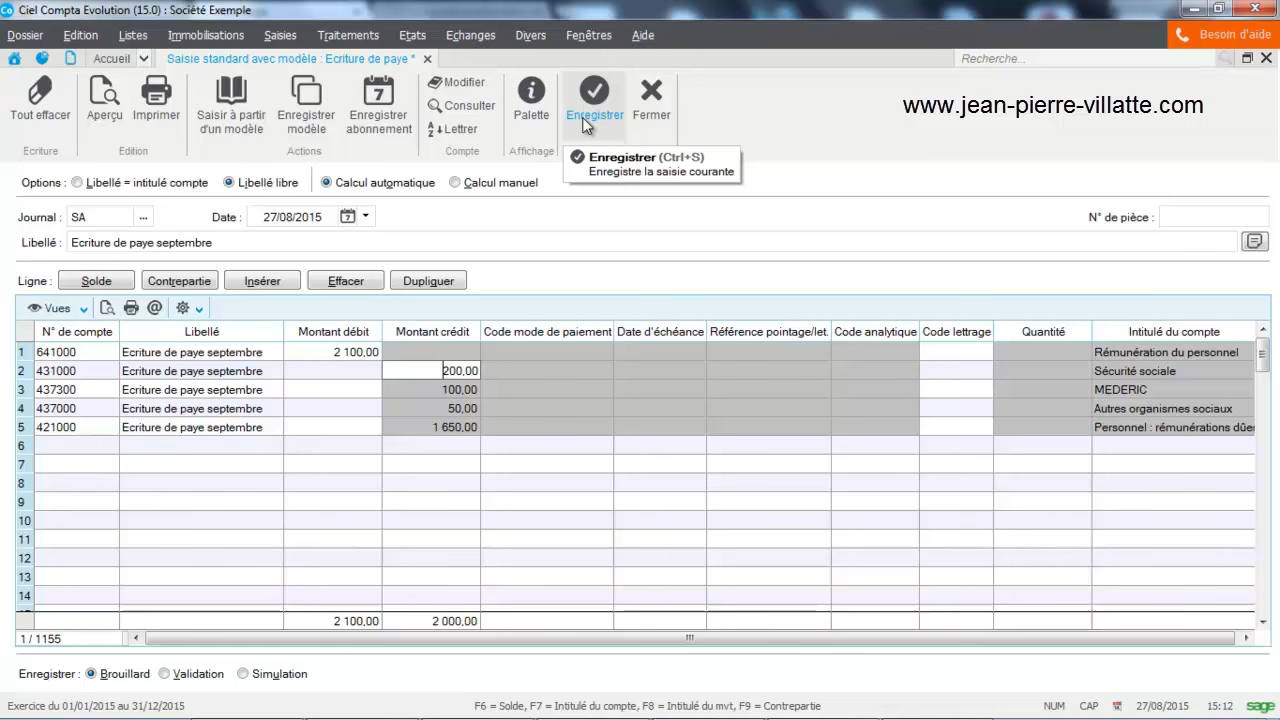 Ciel Compta Evolution (15.0) : Société Exemple
Dossier Edition Listes Immobilisations Saisies Traitements Etats Echanges Divers Fenêtres Aide Besoin d'aide
Accueil Saisie standard avec modèle : Ecriture de paye * Recherche...
Tout effacer Aperçu Imprimer Saisir à partir d'un modèle Enregistrer modèle Enregistrer abonnement Modifier Consulter Lettrer Palette Enregistrer Fermer
Ecriture Edition Actions Compte Affichage
www.jean-pierre-villatte.com
Enregistrer (Ctrl+S)
Enregistre la saisie courante
Options : Libellé = intitulé compte Libellé libre Calcul automatique Calcul manuel
Journal : SA ... Date : 27/08/2015 7 N° de pièce :
Libellé : Ecriture de paye septembre
Ligne : Solde Contrepartie Insérer Effacer Dupliquer
Vues
N° de compte Libellé Montant débit Montant crédit Code mode de paiement Date d'échéance Référence pointage/let. Code analytique Code lettrage Quantité Intitulé du compte
1 641000 Ecriture de paye septembre 2 100,00 Rémunération du personnel
2 431000 Ecriture de paye septembre 200,00 Sécurité sociale
3 437300 Ecriture de paye septembre 100,00 MEDERIC
4 437000 Ecriture de paye septembre 50,00 Autres organismes sociaux
5 421000 Ecriture de paye septembre 1 650,00 Personnel : rémunérations dûes
6
7
8
9
10
11
12
13
14
2 100,00 2 000,00
1 / 1155
Enregistrer : Brouillard Validation Simulation
Exercice du 01/01/2015 au 31/12/2015 F6 = Solde, F7 = Intitulé du compte, F8 = Intitulé du mvt, F9 = Contrepartie NUM CAP 27/08/2015 15:12 sage